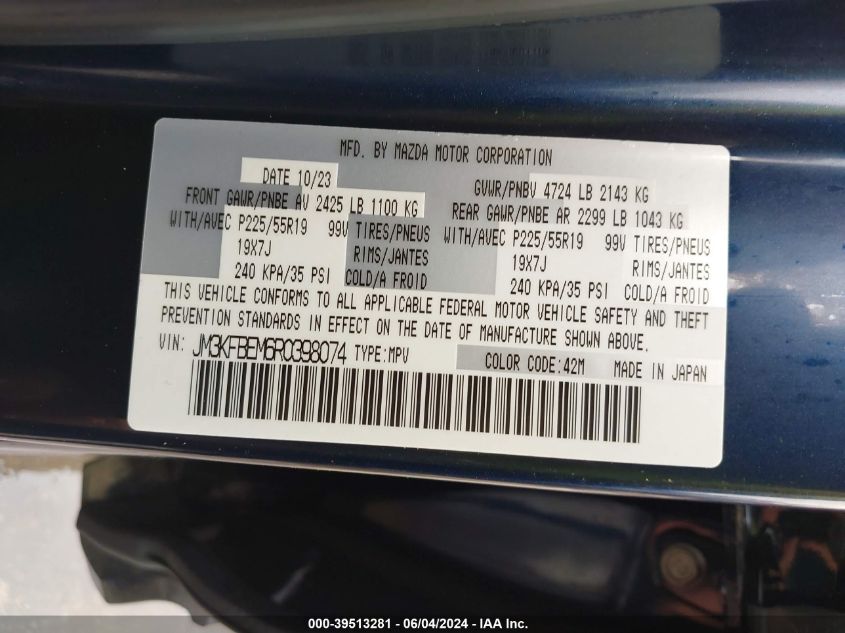 MFD. BY MAZDA MOTOR CORPORATION
DATE 10/23 GVWR/PNBV 4724 LB 2143 KG
FRONT GAWR/PNBE AV 2425 LB 1100 KG REAR GAWR/PNBE AR 2299 LB 1043 KG
WITH/AVEC P225/55R19 99V TIRES/PNEUS WITH/AVEC P225/55R19 99V TIRES/PNEUS
19X7J RIMS/JANTES 19X7J RIMS/JANTES
240 KPA/35 PSI COLD/A FROID 240 KPA/35 PSI COLD/A FROID
THIS VEHICLE CONFORMS TO ALL APPLICABLE FEDERAL MOTOR VEHICLE SAFETY AND THEFT
PREVENTION STANDARDS IN EFFECT ON THE DATE OF MANUFACTURE SHOWN ABOVE.
VIN: JM3KFBEM6R0398074 TYPE:MPV COLOR CODE:42M MADE IN JAPAN
000-39513281 - 06/04/2024 - IAA Inc.